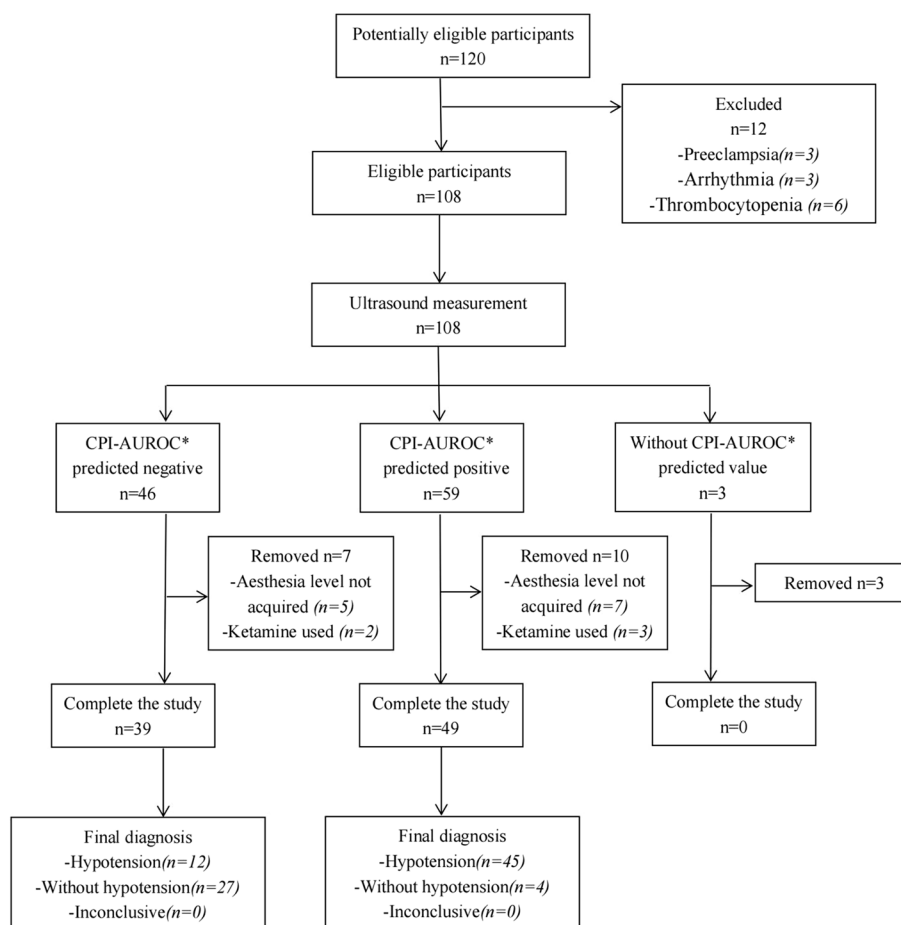 Potentially eligible participants
n=120
Excluded
n=12
-Preeclampsia(n=3)
-Arrhythmia (n=3)
-Thrombocytopenia (n=6)
Eligible participants
n=108
Ultrasound measurement
n=108
CPI-AUROC*
predicted negative
n=46
CPI-AUROC*
predicted positive
n=59
Without CPI-AUROC*
predicted value
n=3
Removed n=7
-Aesthesia level not
acquired (n=5)
-Ketamine used (n=2)
Removed n=10
-Aesthesia level not
acquired (n=7)
-Ketamine used (n=3)
Removed n=3
Complete the study
n=39
Complete the study
n=49
Complete the study
n=0
Final diagnosis
-Hypotension(n=12)
-Without hypotension(n=27)
-Inconclusive(n=0)
Final diagnosis
-Hypotension(n=45)
-Without hypotension(n=4)
-Inconclusive(n=0)